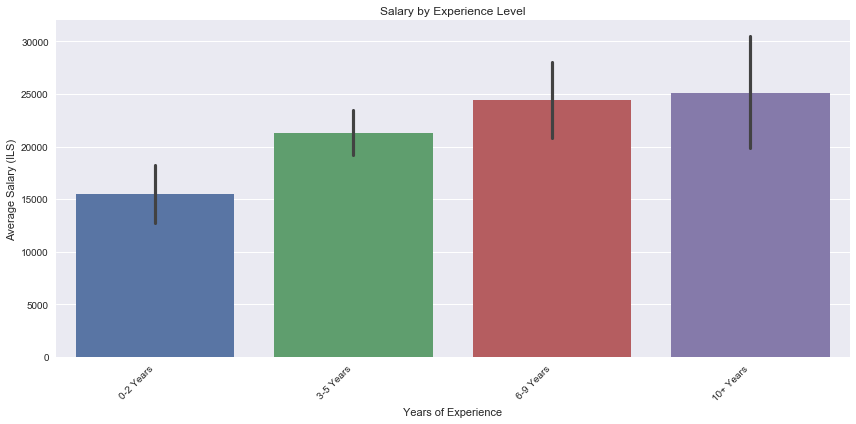 Salary by Experience Level
Average Salary (ILS)
30000
25000
20000
15000
10000
5000
0
0-2 Years
3-5 Years
6-9 Years
10+ Years
Years of Experience